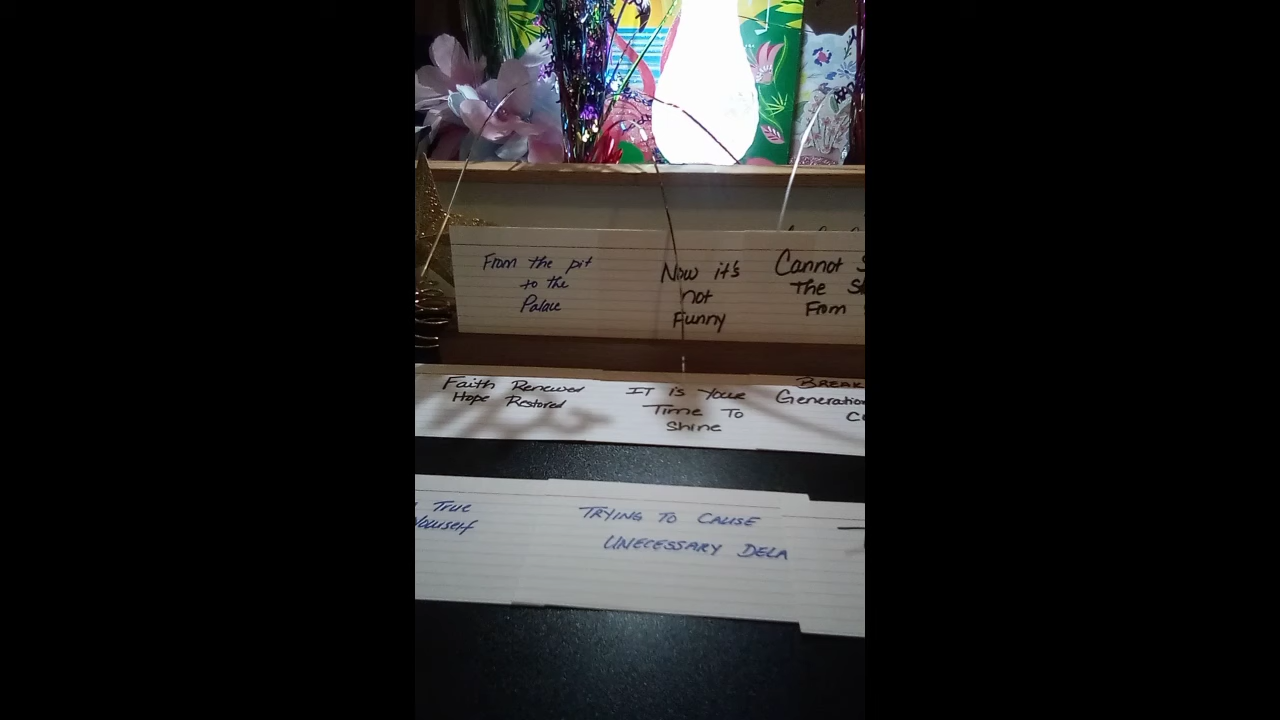 From the pit
to the
Palace
Now it's
not
Funny
Cannot S
The S
From
Faith Renewed
Hope Restored
IT is Your
Time To
Shine
BREAK
Generation
C
True
Yourself
TRYING TO CAUSE
UNECESSARY DELA